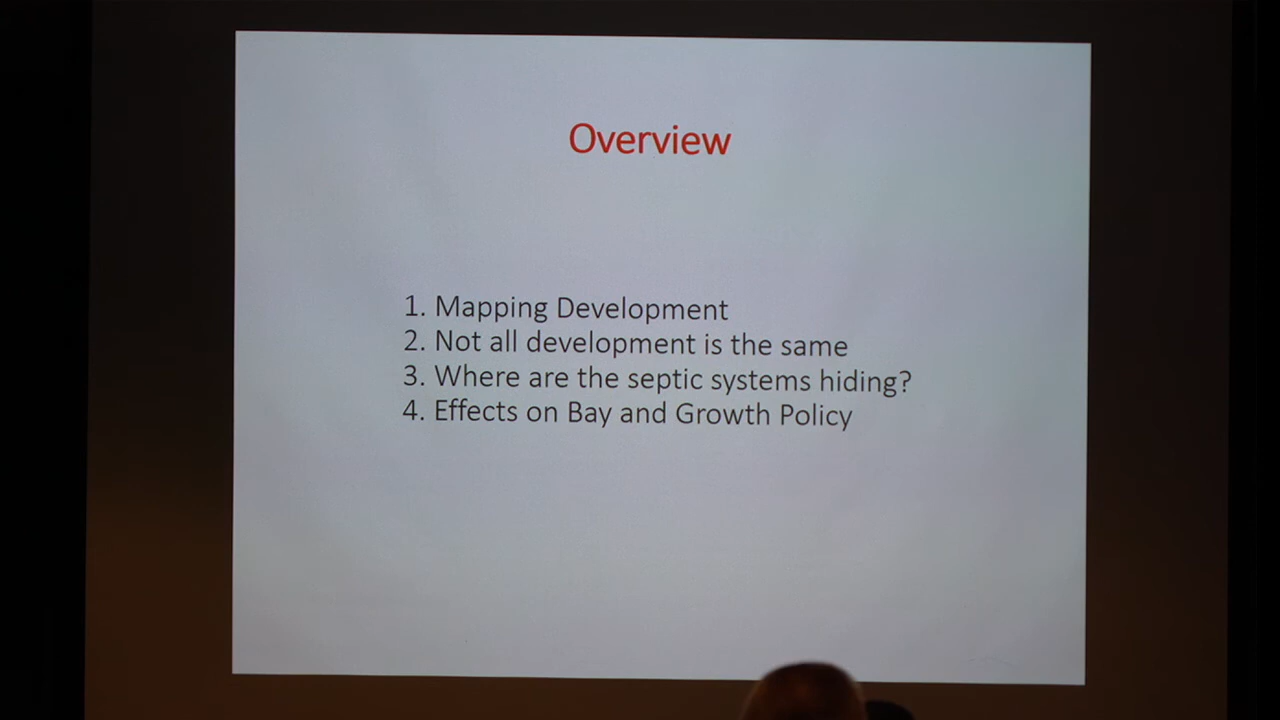 Overview
1. Mapping Development
2. Not all development is the same
3. Where are the septic systems hiding?
4. Effects on Bay and Growth Policy